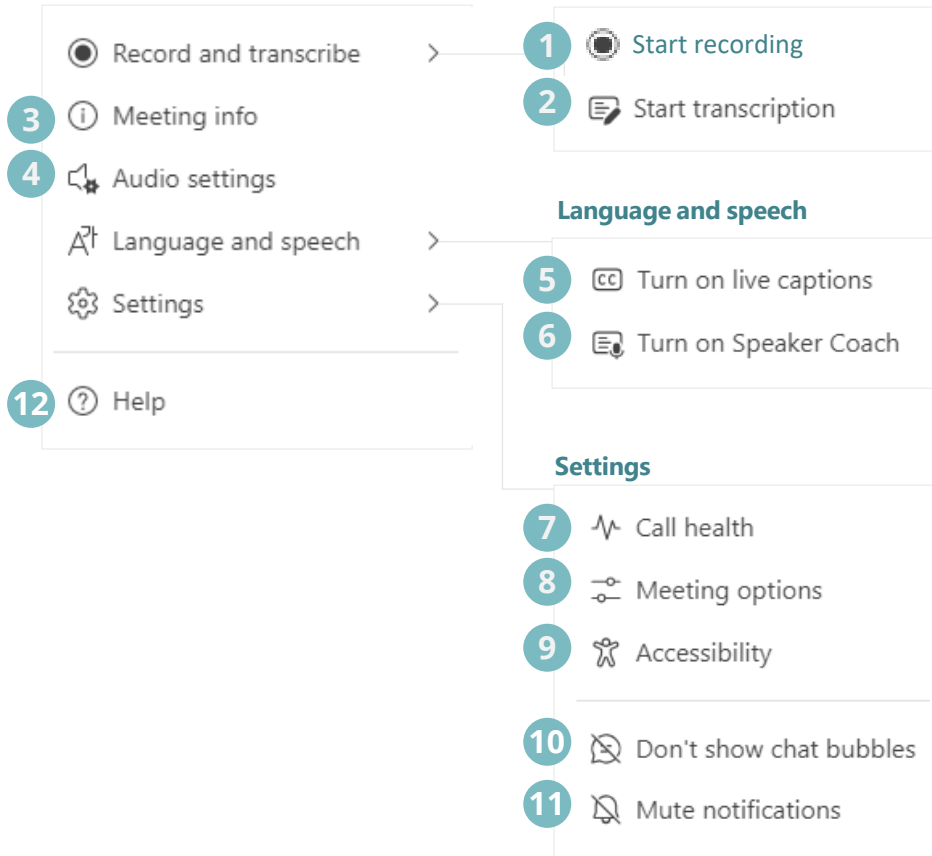 Record and transcribe
3 Meeting info
4 Audio settings
Language and speech
Settings
12 Help
1 Start recording
2 Start transcription
Language and speech
5 CC Turn on live captions
6 Turn on Speaker Coach
Settings
7 Call health
8 Meeting options
9 Accessibility
10 Don't show chat bubbles
11 Mute notifications